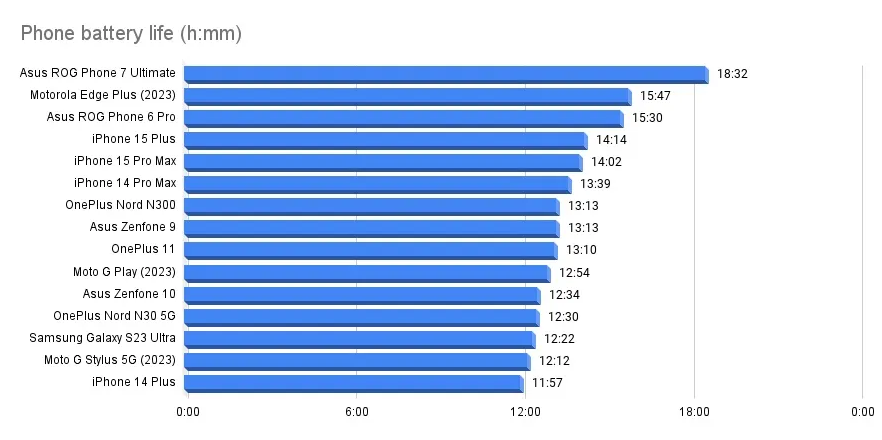 Phone battery life (h:mm)
Asus ROG Phone 7 Ultimate 18:32
Motorola Edge Plus (2023) 15:47
Asus ROG Phone 6 Pro 15:30
iPhone 15 Plus 14:14
iPhone 15 Pro Max 14:02
iPhone 14 Pro Max 13:39
OnePlus Nord N300 13:13
Asus Zenfone 9 13:13
OnePlus 11 13:10
Moto G Play (2023) 12:54
Asus Zenfone 10 12:34
OnePlus Nord N30 5G 12:30
Samsung Galaxy S23 Ultra 12:22
Moto G Stylus 5G (2023) 12:12
iPhone 14 Plus 11:57
0:00 6:00 12:00 18:00 0:00